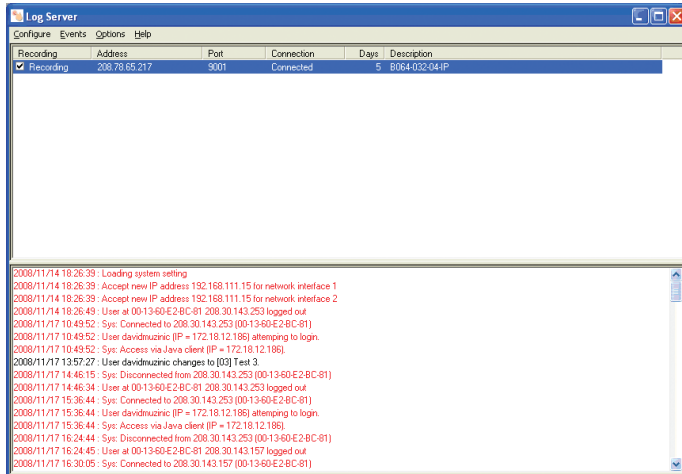 Log Server
Configure Events Options Help
Recording Address Port Connection Days Description
Recording 208.78.65.217 9001 Connected 5 B064-032-04-IP
2008/11/14 18:26:39 : Loading system setting
2008/11/14 18:26:39 : Accept new IP address 192.168.111.15 for network interface 1
2008/11/14 18:26:39 : Accept new IP address 192.168.111.15 for network interface 2
2008/11/14 18:26:49 : User at 00-13-60-E2-BC-81 208.30.143.253 logged out
2008/11/17 10:49:52 : Sys: Connected to 208.30.143.253 (00-13-60-E2-BC-81)
2008/11/17 10:49:52 : User davidmuzinic (IP = 172.18.12.186) attemping to login.
2008/11/17 10:49:52 : Sys: Access via Java client (IP = 172.18.12.186).
2008/11/17 13:57:27 : User davidmuzinic changes to [03] Test 3.
2008/11/17 14:46:15 : Sys: Disconnected from 208.30.143.253 (00-13-60-E2-BC-81)
2008/11/17 14:46:34 : User at 00-13-60-E2-BC-81 208.30.143.253 logged out
2008/11/17 15:36:44 : Sys: Connected to 208.30.143.253 (00-13-60-E2-BC-81)
2008/11/17 15:36:44 : User davidmuzinic (IP = 172.18.12.186) attemping to login.
2008/11/17 15:36:44 : Sys: Access via Java client (IP = 172.18.12.186).
2008/11/17 16:24:44 : Sys: Disconnected from 208.30.143.253 (00-13-60-E2-BC-81)
2008/11/17 16:24:45 : User at 00-13-60-E2-BC-81 208.30.143.157 logged out
2008/11/17 16:30:05 : Sys: Connected to 208.30.143.157 (00-13-60-E2-BC-81)